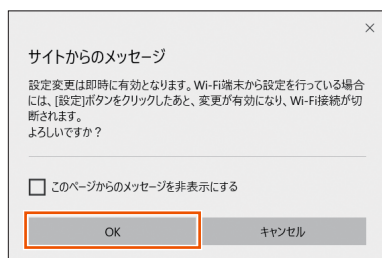 サイトからのメッセージ
設定変更は即時に有効となります。Wi-Fi端末から設定を行っている場合
には、[設定]ボタンをクリックしたあと、変更が有効になり、Wi-Fi接続が切
断されます。
よろしいですか？
このページからのメッセージを非表示にする
OK
キャンセル